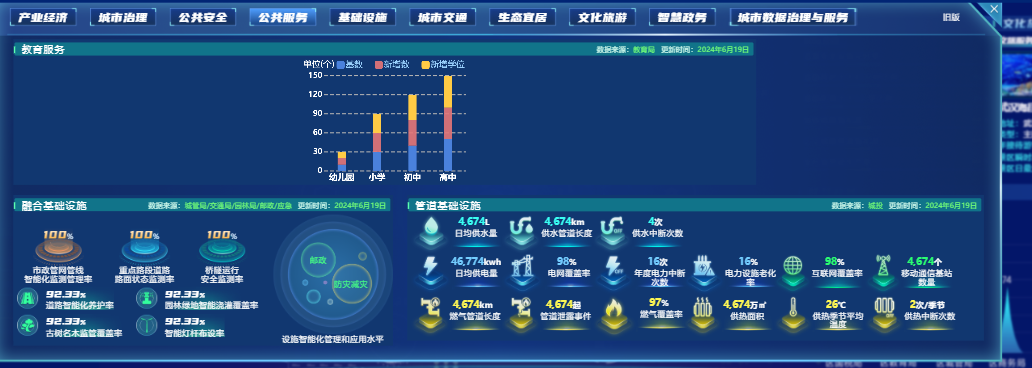 产业经济 城市治理 公共安全 公共服务 基础设施 城市交通 生态宜居 文化旅游 智慧政务 城市数据治理与服务 旧版
教育服务 数据来源：教育局 更新时间：2024年6月19日
单位(个) 基数 新增数 新增学位
150
120
90
60
30
0
幼儿园 小学 初中 高中
融合基础设施 数据来源：城管局/交通局/园林局/邮政/应急 更新时间：2024年6月19日
100%
市政管网管线
智能化监测管理率
100%
重点路段道路
路面状态监测率
100%
桥隧运行
安全监测率
92.33%
道路智能化养护率
92.33%
园林绿地智能浇灌覆盖率
92.33%
古树名木监管覆盖率
92.33%
智能灯杆布设率
邮政
防灾减灾
设施智能化管理和应用水平
管道基础设施 数据来源：城投 更新时间：2024年6月19日
4,674L
日均供水量
4,674km
供水管道长度
4次
供水中断次数
46,774kwh
日均供电量
98%
电网覆盖率
16次
年度电力中断
次数
16%
电力设施老化
率
98%
互联网覆盖率
4,674个
移动通信基站
数量
4,674km
燃气管道长度
4,674起
管道泄露事件
97%
燃气覆盖率
4,674万㎡
供热面积
26℃
供热季节平均
温度
2次/季节
供热中断次数